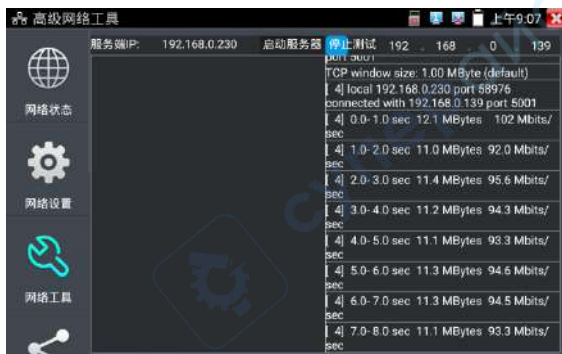 高级网络工具 上午9:07
服务端IP: 192.168.0.230 启动服务器 停止测试 192 . 168 . 0 139
port 5001
TCP window size: 1.00 MByte (default)
[ 4] local 192.168.0.230 port 58976
connected with 192.168.0.139 port 5001
[ 4] 0.0- 1.0 sec 12.1 MBytes 102 Mbits/
sec
[ 4] 1.0- 2.0 sec 11.0 MBytes 92.0 Mbits/
sec
[ 4] 2.0- 3.0 sec 11.4 MBytes 95.6 Mbits/
sec
[ 4] 3.0- 4.0 sec 11.2 MBytes 94.3 Mbits/
sec
[ 4] 4.0- 5.0 sec 11.1 MBytes 93.3 Mbits/
sec
[ 4] 5.0- 6.0 sec 11.3 MBytes 94.6 Mbits/
sec
[ 4] 6.0- 7.0 sec 11.3 MBytes 94.5 Mbits/
sec
[ 4] 7.0- 8.0 sec 11.1 MBytes 93.3 Mbits/
sec
网络状态
网络设置
网络工具